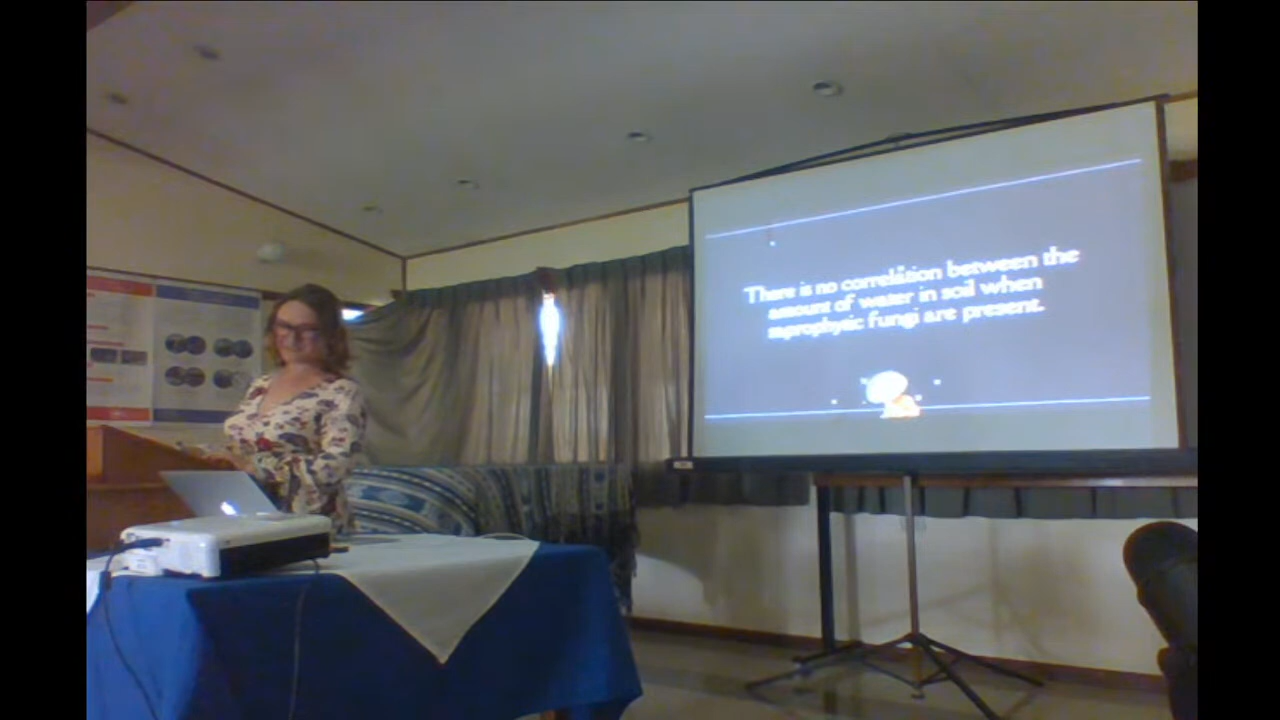 There is no correlation between the
amount of water in soil when
saprophytic fungi are present.